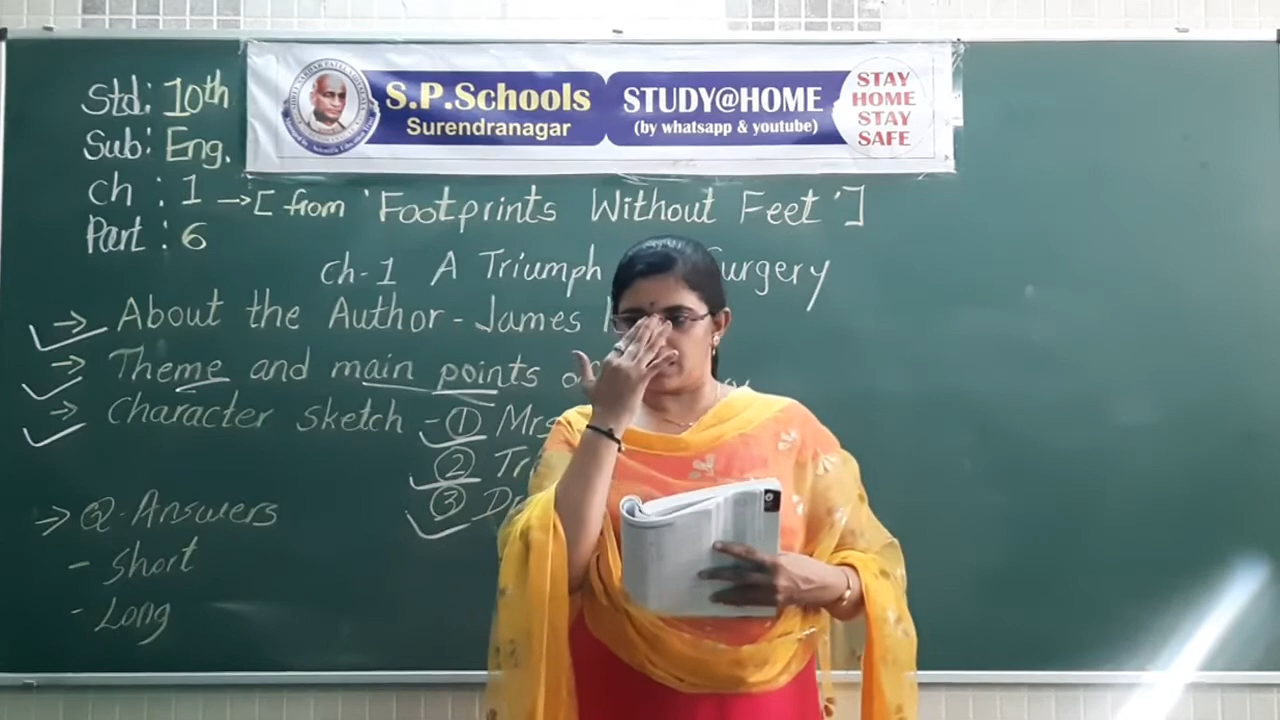 S.P.Schools
Surendranagar
STUDY@HOME
(by whatsapp & youtube)
STAY
HOME
STAY
SAFE
Std: 10th
Sub: Eng.
Ch : 1 → [ from 'Footprints Without Feet' ]
Part : 6
Ch-1 A Triumph urgery
→ About the Author - James
→ Theme and main points
→ Character sketch - ① Mrs
②
③
→ Q. Answers
- Short
- Long